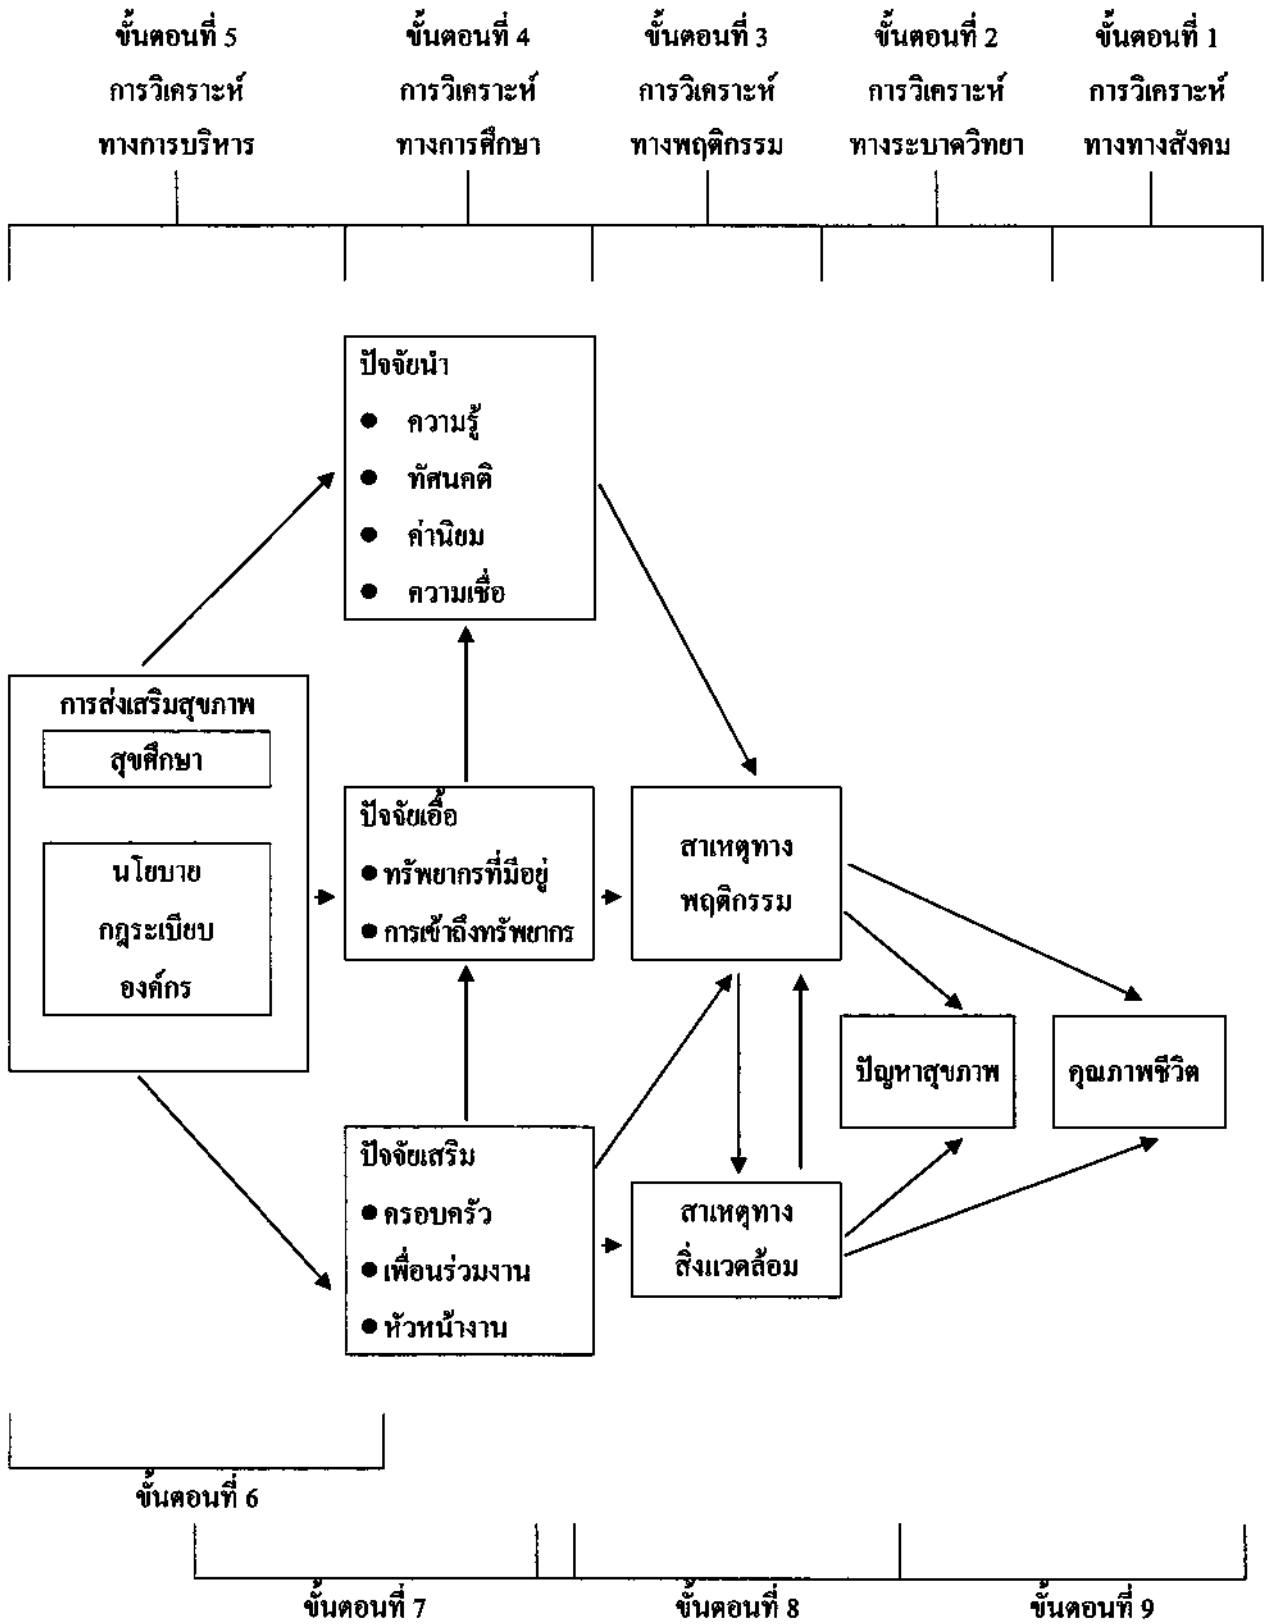 ขั้นตอนที่ 5
การวิเคราะห์
ทางการบริหาร
ขั้นตอนที่ 4
การวิเคราะห์
ทางการศึกษา
ขั้นตอนที่ 3
การวิเคราะห์
ทางพฤติกรรม
ขั้นตอนที่ 2
การวิเคราะห์
ทางระบาดวิทยา
ขั้นตอนที่ 1
การวิเคราะห์
ทางทางสังคม
ปัจจัยนำ
● ความรู้
● ทัศนคติ
● ค่านิยม
● ความเชื่อ
การส่งเสริมสุขภาพ
สุขศึกษา
นโยบาย
กฎระเบียบ
องค์กร
ปัจจัยเอื้อ
● ทรัพยากรที่มีอยู่
● การเข้าถึงทรัพยากร
สาเหตุทาง
พฤติกรรม
ปัญหาสุขภาพ
คุณภาพชีวิต
ปัจจัยเสริม
● ครอบครัว
● เพื่อนร่วมงาน
● หัวหน้างาน
สาเหตุทาง
สิ่งแวดล้อม
ขั้นตอนที่ 6
ขั้นตอนที่ 7
ขั้นตอนที่ 8
ขั้นตอนที่ 9